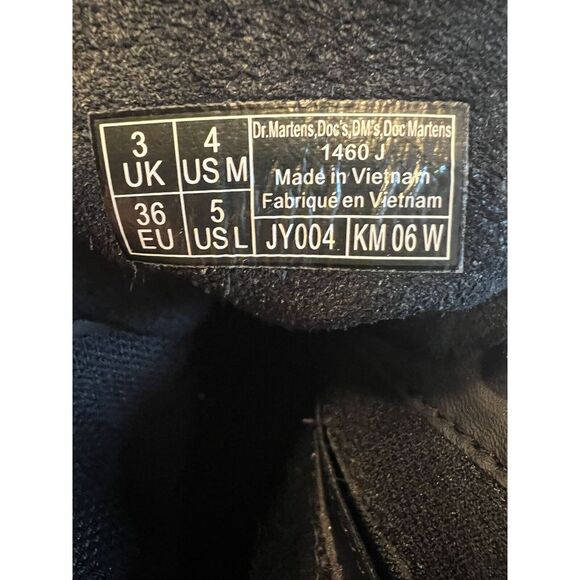 3
UK
4
US M
36
EU
5
US L
Dr.Martens,Doc's,DM's,Doc Martens
1460 J
Made in Vietnam
Fabriqué en Vietnam
JY004
KM 06 W